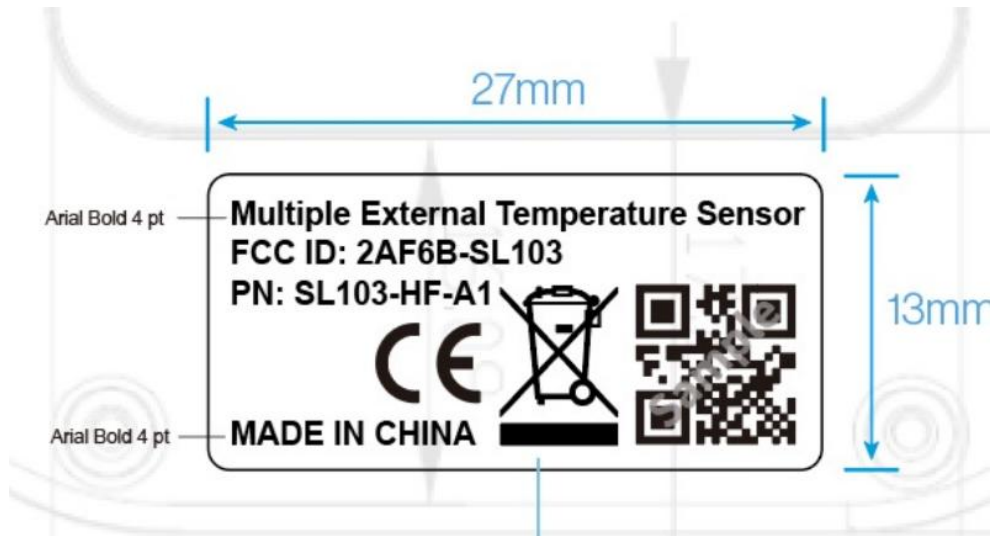 27mm
Arial Bold 4 pt
Multiple External Temperature Sensor
FCC ID: 2AF6B-SL103
PN: SL103-HF-A1
13mm
CE
Sample
Arial Bold 4 pt
MADE IN CHINA